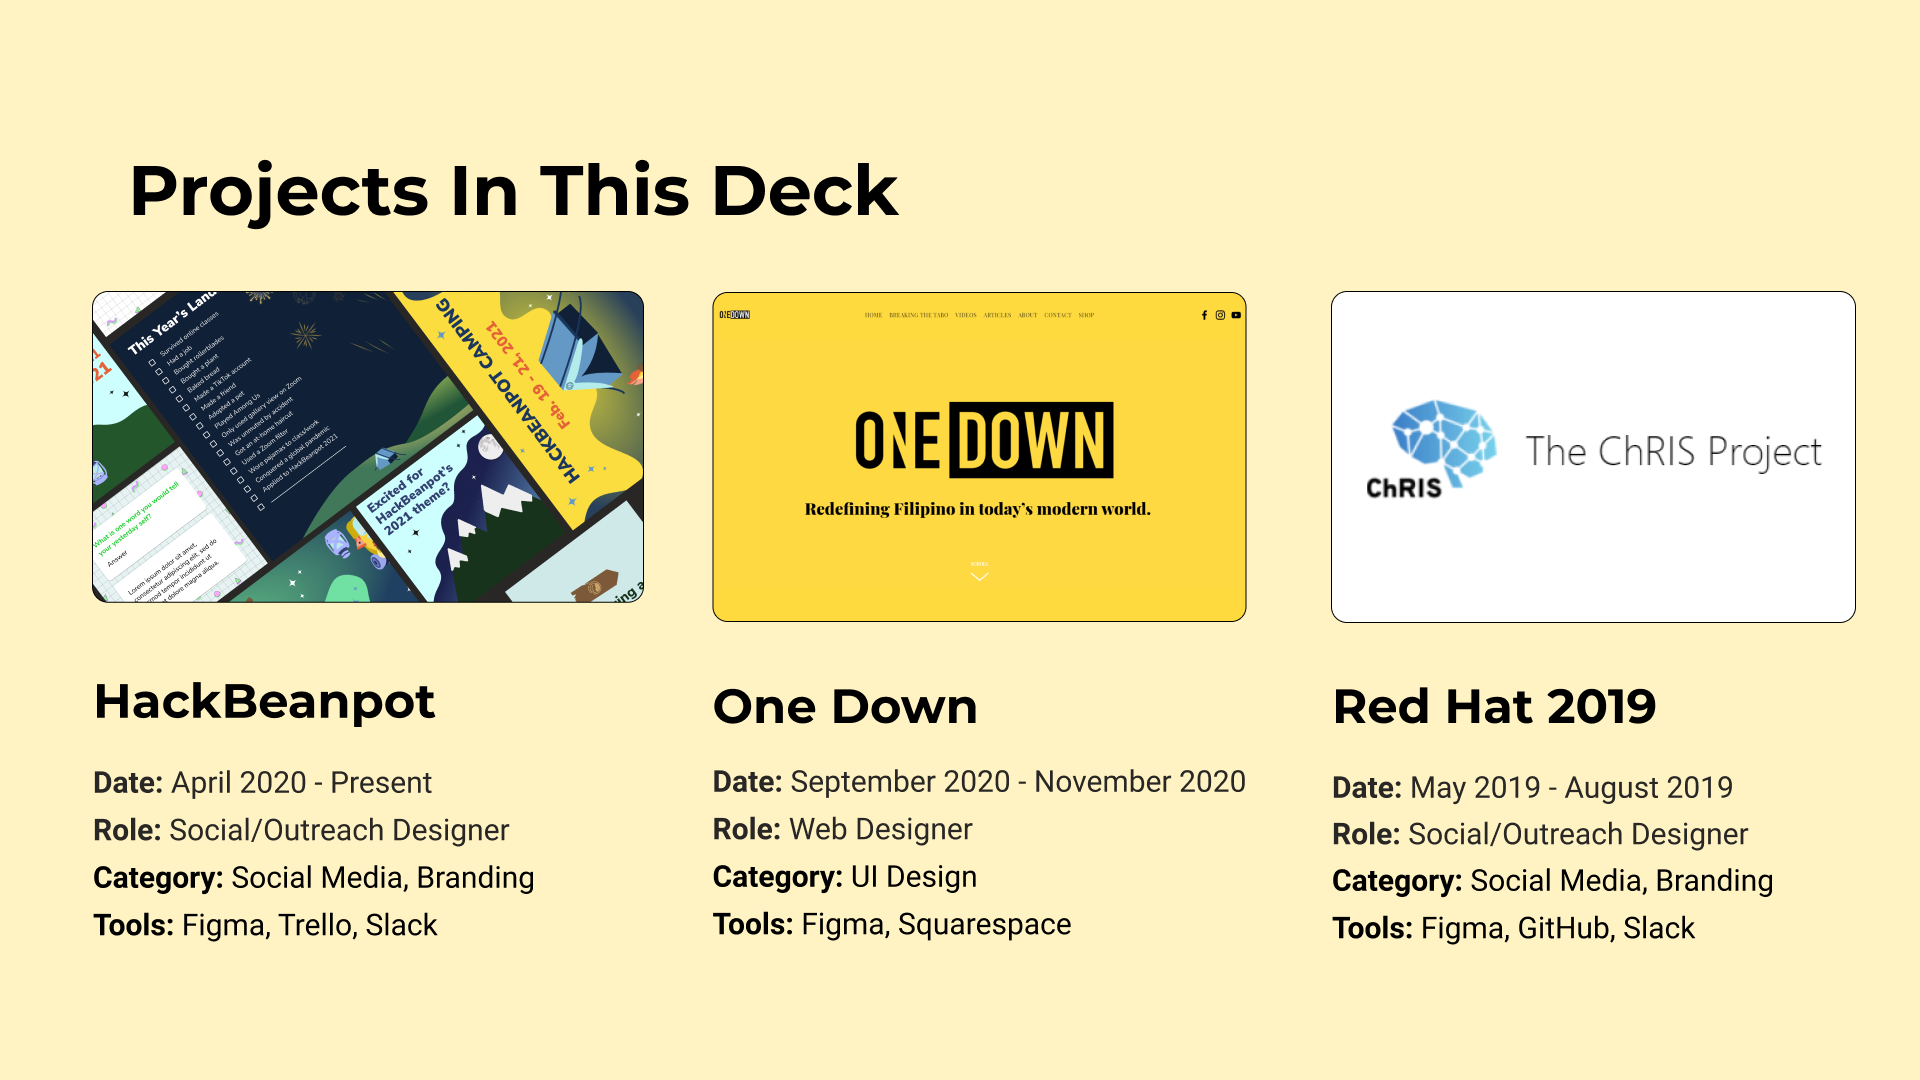 Projects In This Deck
21
This Year's Land
Survived online classes
Had a job
Bought rollerblades
Bought a plant
Baked bread
Made a TikTok account
Made a friend
Adopted a pet
Played Among Us
Only used gallery view on Zoom
Was unmuted by accident
Got an at-home haircut
Used a Zoom filter
Wore pajamas to class/work
Conquered a global pandemic
Applied to HackBeanpot 2021
HACKBEANPOT CAMPING
Feb. 19 - 21, 2021
Excited for
HackBeanpot's
2021 theme?
What is one word you would tell
your yesterday self?
Answer
Lorem ipsum dolor sit amet,
consectetur adipiscing elit, sed do
mod tempor incididunt ut
dolore magna aliqua.
ing a
ONE DOWN
HOME BREAKING THE TABO VIDEOS ARTICLES ABOUT CONTACT SHOP
ONE DOWN
Redefining Filipino in today's modern world.
ChRIS
The ChRIS Project
HackBeanpot
Date: April 2020 - Present
Role: Social/Outreach Designer
Category: Social Media, Branding
Tools: Figma, Trello, Slack
One Down
Date: September 2020 - November 2020
Role: Web Designer
Category: UI Design
Tools: Figma, Squarespace
Red Hat 2019
Date: May 2019 - August 2019
Role: Social/Outreach Designer
Category: Social Media, Branding
Tools: Figma, GitHub, Slack